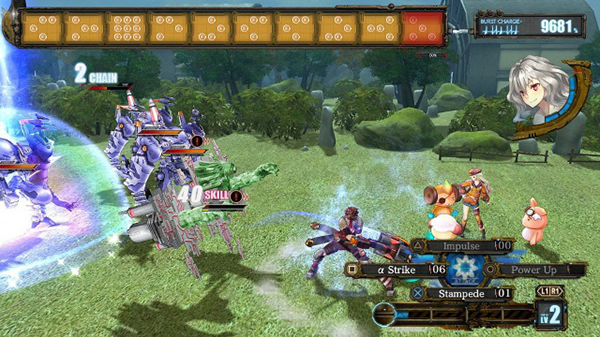 BURST CHARGE
9681%
2 CHAIN
40 SKILL
Impulse 00
α Strike 06
Power Up
Stampede 01
L1 R1
LV 2